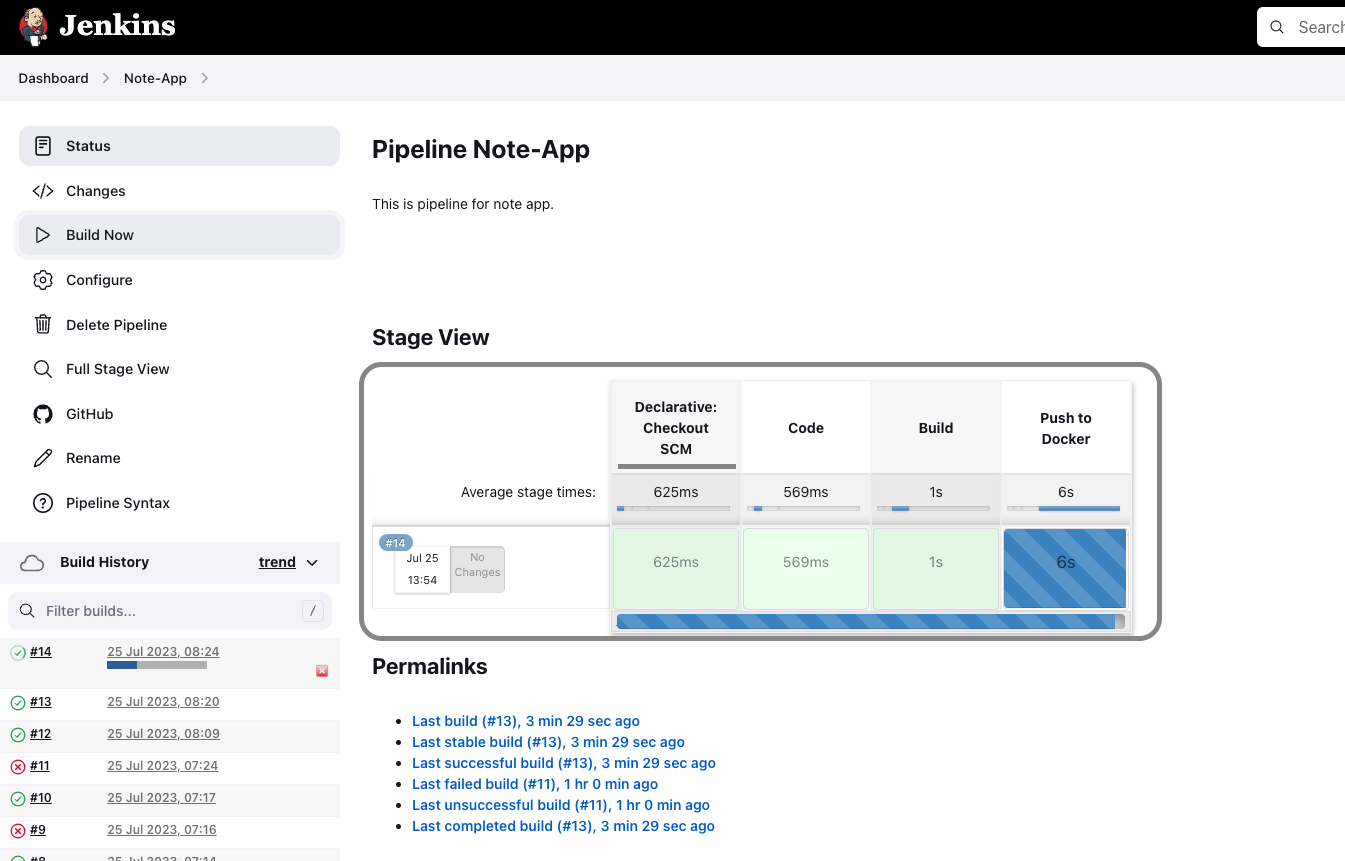 Jenkins
Search
Dashboard
Note-App
Status
Changes
Build Now
Configure
Delete Pipeline
Full Stage View
GitHub
Rename
Pipeline Syntax
Build History
trend
Filter builds...
/
#14
25 Jul 2023, 08:24
#13
25 Jul 2023, 08:20
#12
25 Jul 2023, 08:09
#11
25 Jul 2023, 07:24
#10
25 Jul 2023, 07:17
#9
25 Jul 2023, 07:16
#8
25 Jul 2023, 07:14
Pipeline Note-App
This is pipeline for note app.
Stage View
Declarative:
Checkout
SCM
Code
Build
Push to
Docker
Average stage times:
625ms
569ms
1s
6s
#14
Jul 25
13:54
No
Changes
625ms
569ms
1s
6s
Permalinks
Last build (#13), 3 min 29 sec ago
Last stable build (#13), 3 min 29 sec ago
Last successful build (#13), 3 min 29 sec ago
Last failed build (#11), 1 hr 0 min ago
Last unsuccessful build (#11), 1 hr 0 min ago
Last completed build (#13), 3 min 29 sec ago